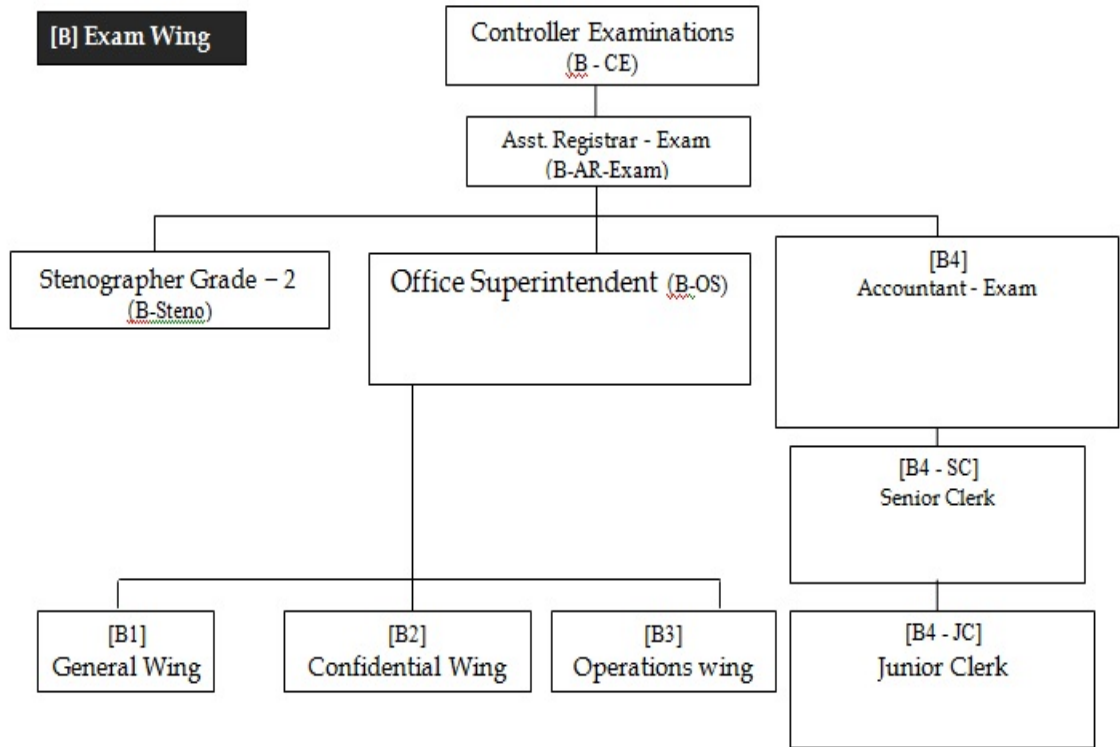 [B] Exam Wing
Controller Examinations
(B - CE)
Asst. Registrar - Exam
(B-AR-Exam)
Stenographer Grade – 2
(B-Steno)
Office Superintendent (B-OS)
[B4]
Accountant - Exam
[B4 - SC]
Senior Clerk
[B1]
General Wing
[B2]
Confidential Wing
[B3]
Operations wing
[B4 - JC]
Junior Clerk